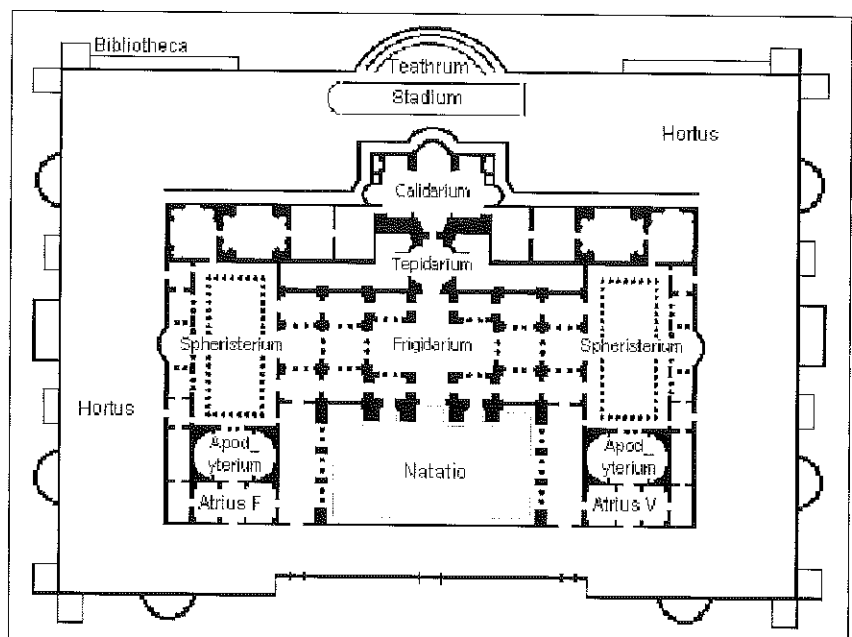 Bibliotheca
Teathrum
Stadium
Hortus
Calidarium
Tepidarium
Spheristerium
Frigidarium
Spheristerium
Hortus
Apod_
yterium
Apod_
yterium
Natatio
Atrius F
Atrius V